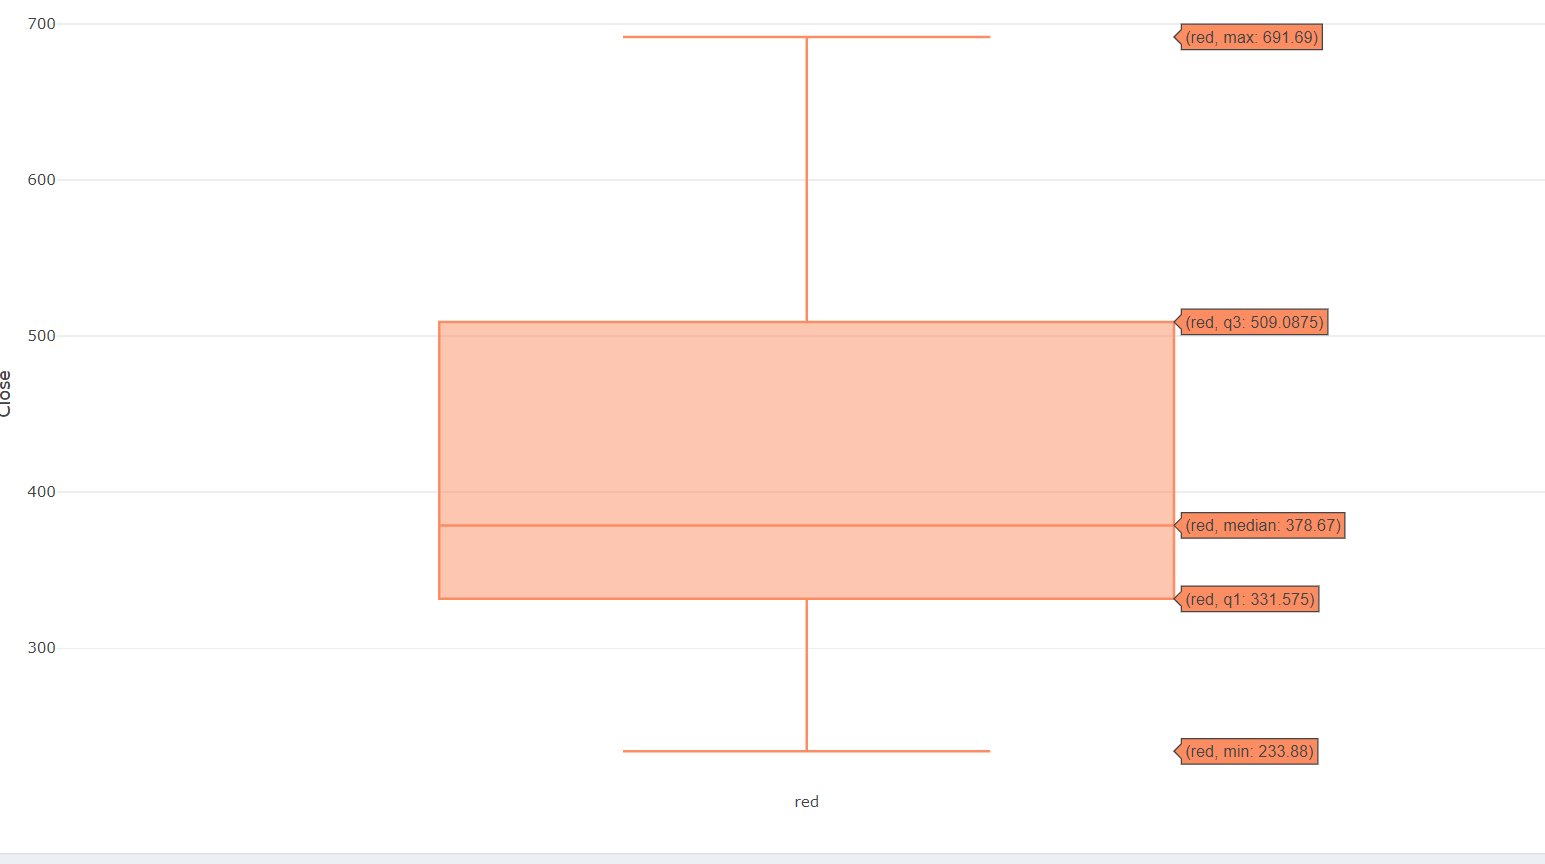 700
(red, max: 691.69)
600
(red, q3: 509.0875)
500
Close
400
(red, median: 378.67)
(red, q1: 331.575)
300
(red, min: 233.88)
red